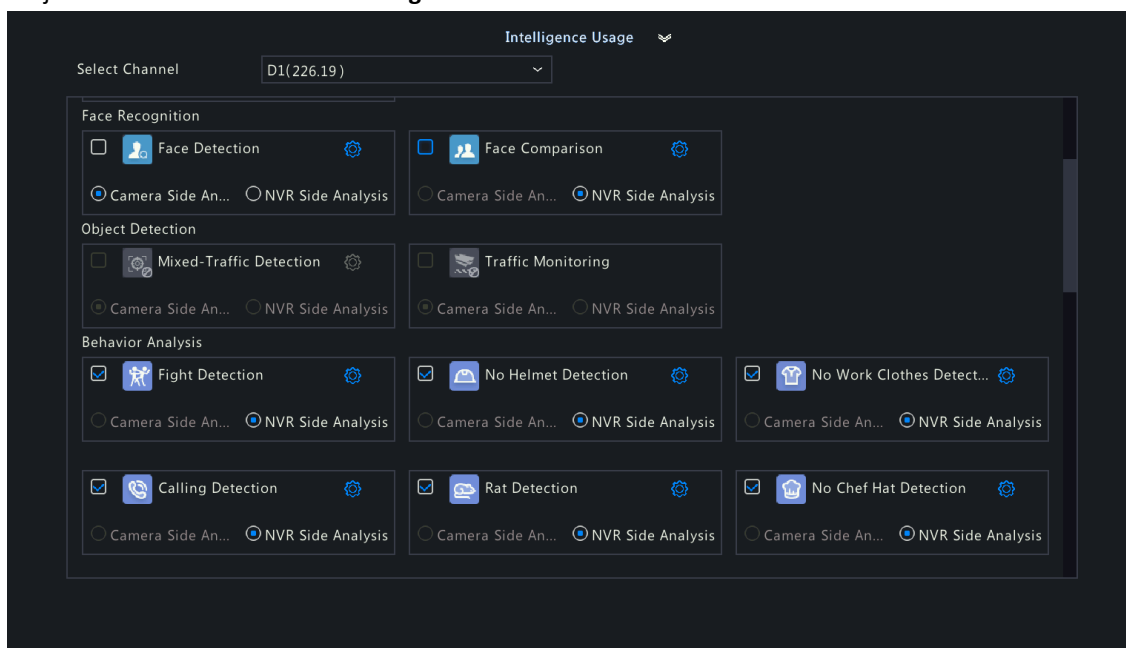 Intelligence Usage
Select Channel D1(226.19)
Face Recognition
Face Detection Face Comparison
Camera Side An... NVR Side Analysis Camera Side An... NVR Side Analysis
Object Detection
Mixed-Traffic Detection Traffic Monitoring
Camera Side An... NVR Side Analysis Camera Side An... NVR Side Analysis
Behavior Analysis
Fight Detection No Helmet Detection No Work Clothes Detect...
Camera Side An... NVR Side Analysis Camera Side An... NVR Side Analysis Camera Side An... NVR Side Analysis
Calling Detection Rat Detection No Chef Hat Detection
Camera Side An... NVR Side Analysis Camera Side An... NVR Side Analysis Camera Side An... NVR Side Analysis